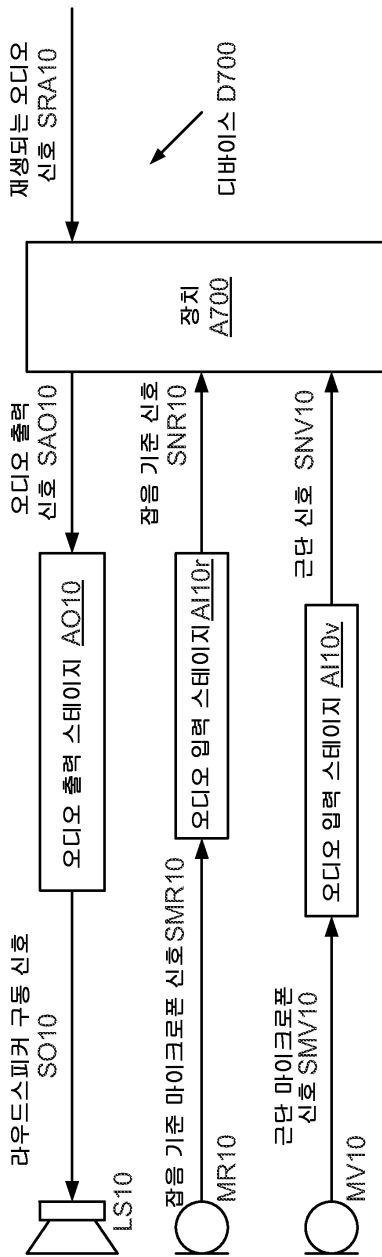 재생되는 오디오
신호 SRA10
디바이스 D700
장치
A700
오디오 출력
신호 SAO10
잡음 기준 신호
SNR10
근단 신호 SNV10
오디오 출력 스테이지 AO10
오디오 입력 스테이지 AI10r
오디오 입력 스테이지 AI10v
라우드스피커 구동 신호
SO10
잡음 기준 마이크로폰 신호 SMR10
근단 마이크로폰
신호 SMV10
LS10
MR10
MV10